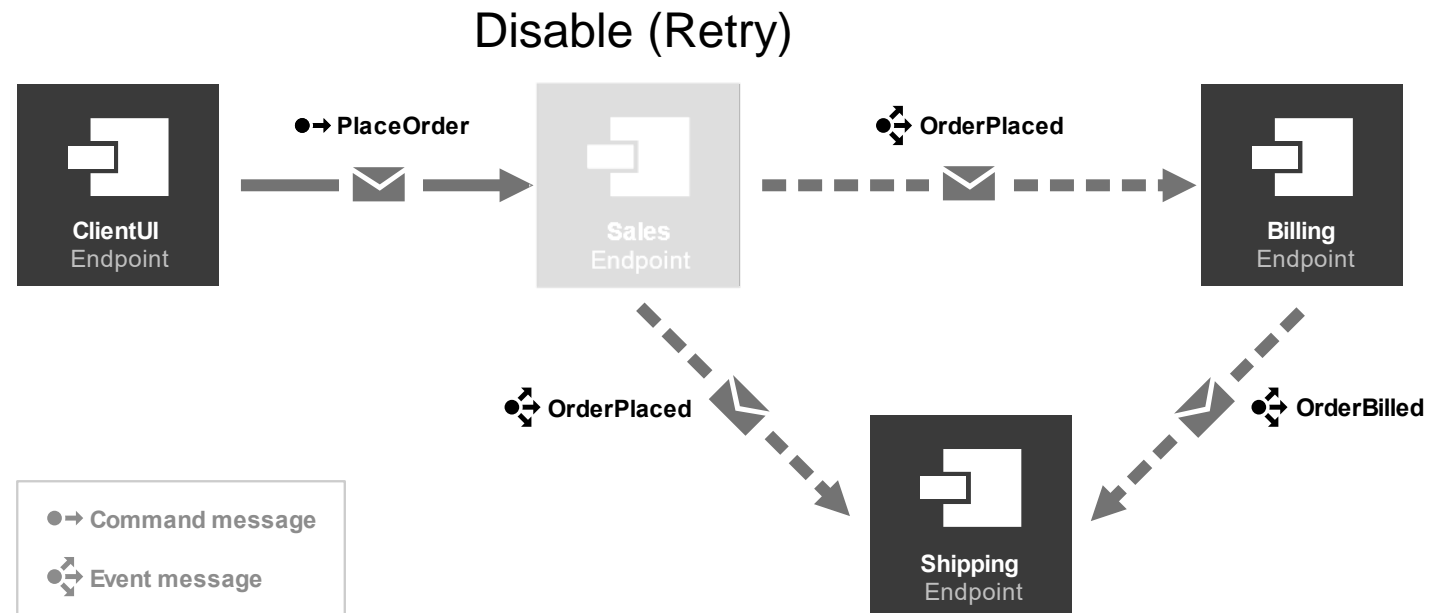 Disable (Retry)
PlaceOrder
OrderPlaced
ClientUI
Endpoint
Sales
Endpoint
Billing
Endpoint
OrderPlaced
OrderBilled
Shipping
Endpoint
Command message
Event message